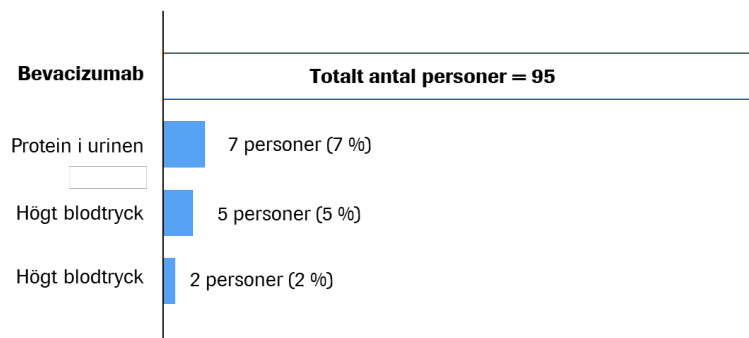 Bevacizumab
Totalt antal personer = 95
Protein i urinen
7 personer (7 %)
Högt blodtryck
5 personer (5 %)
Högt blodtryck
2 personer (2 %)